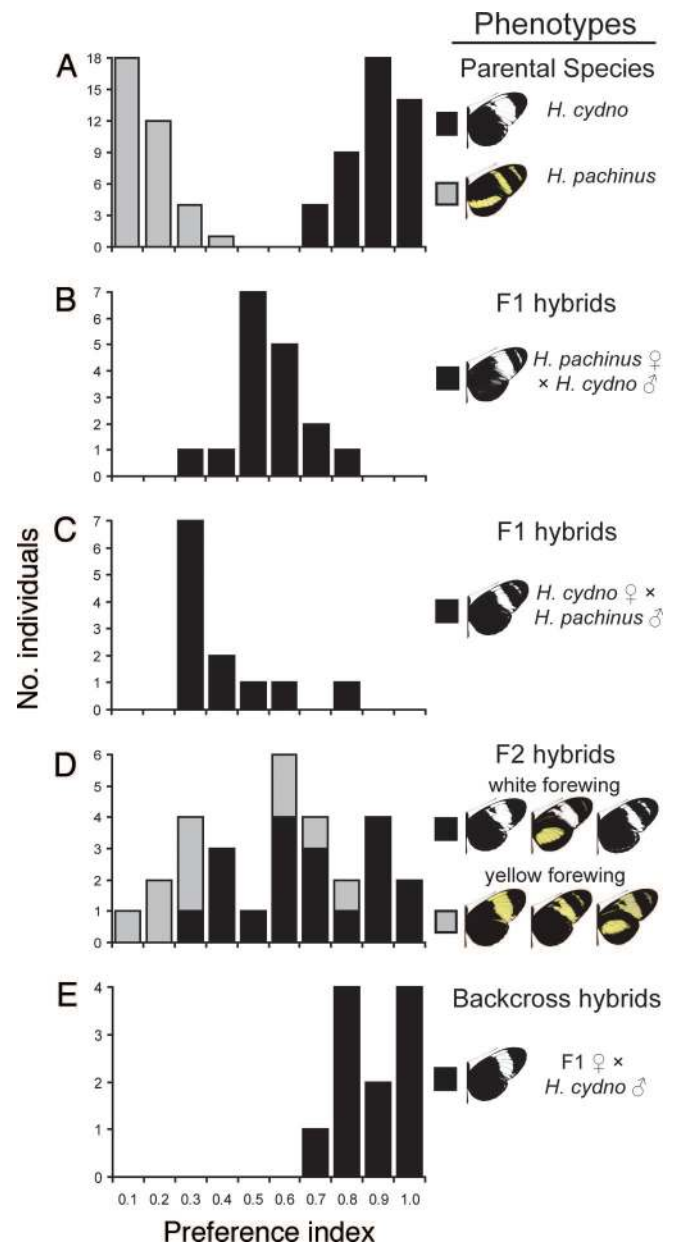 Phenotypes
A
Parental Species
18
15
12
9
6
3
0
H. cydno
H. pachinus
B
F1 hybrids
7
6
5
4
3
2
1
0
H. pachinus ♀
× H. cydno ♂
C
F1 hybrids
7
6
5
4
3
2
1
0
H. cydno ♀ ×
H. pachinus ♂
No. individuals
D
F2 hybrids
white forewing
yellow forewing
6
5
4
3
2
1
0
E
Backcross hybrids
4
3
2
1
0
F1 ♀ ×
H. cydno ♂
0.1 0.2 0.3 0.4 0.5 0.6 0.7 0.8 0.9 1.0
Preference index